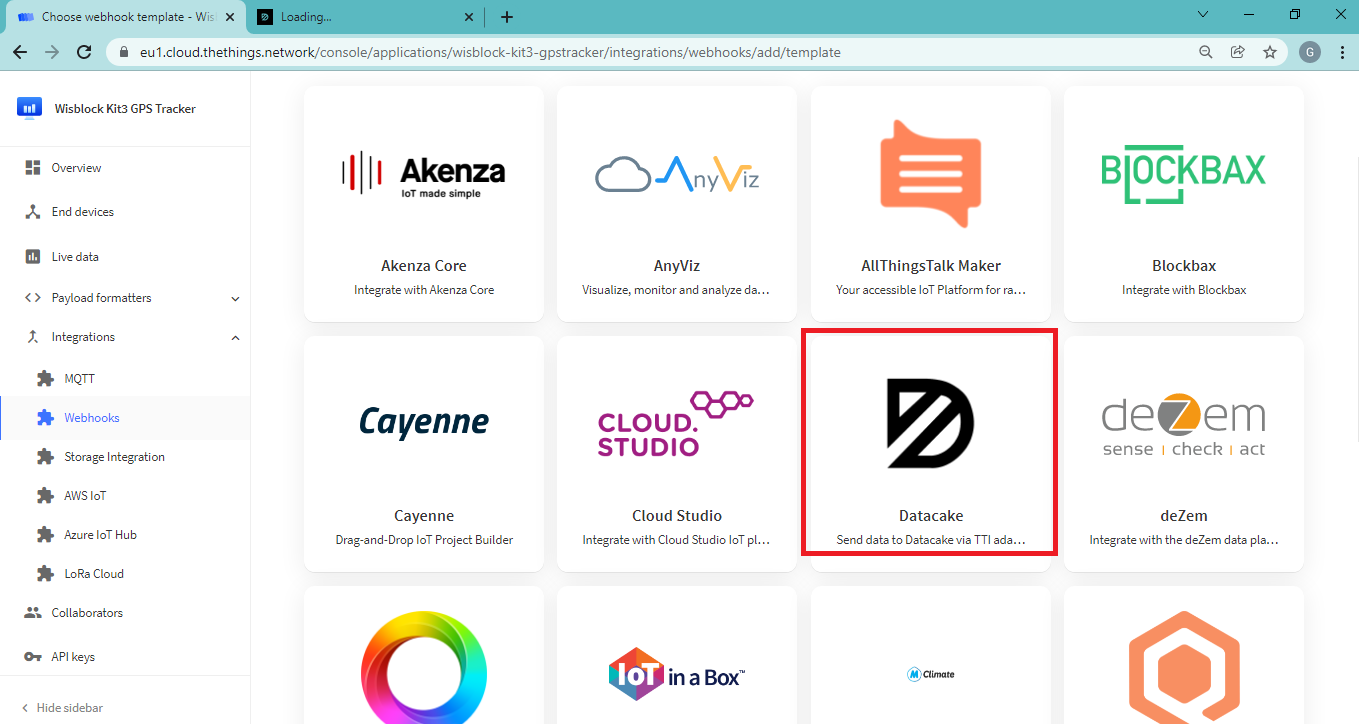 Choose webhook template - Wis
Loading...
eu1.cloud.thethings.network/console/applications/wisblock-kit3-gpstracker/integrations/webhooks/add/template
G
Wisblock Kit3 GPS Tracker
Overview
End devices
Live data
Payload formatters
Integrations
MQTT
Webhooks
Storage Integration
AWS IoT
Azure IoT Hub
LoRa Cloud
Collaborators
API keys
Hide sidebar
Akenza
IoT made simple
Akenza Core
Integrate with Akenza Core
AnyViz
AnyViz
Visualize, monitor and analyze da...
AllThingsTalk Maker
Your accessible IoT Platform for ra...
BLOCKBAX
Blockbax
Integrate with Blockbax
Cayenne
Cayenne
Drag-and-Drop IoT Project Builder
CLOUD.
STUDIO
Cloud Studio
Integrate with Cloud Studio IoT pl...
Datacake
Send data to Datacake via TTI ada...
deZem
sense | check | act
deZem
Integrate with the deZem data pla...
IoT in a Box™
M Climate